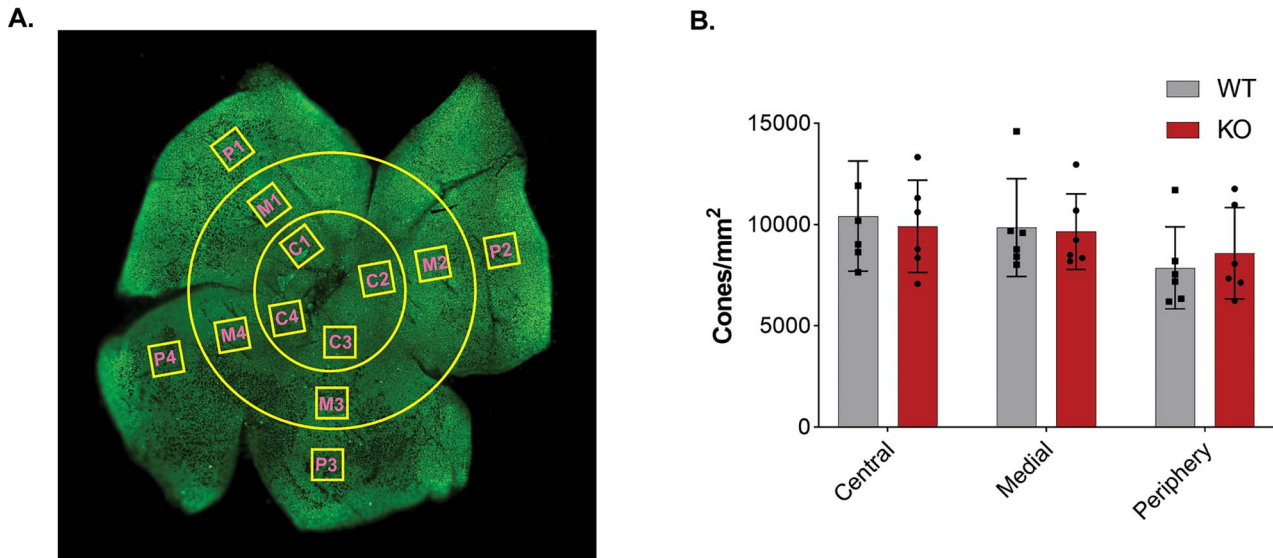 A.
P1
M1
C1
P2
M2
C2
C4
M4
C3
P4
M3
P3
B.
WT
KO
Cones/mm²
15000
10000
5000
0
Central
Medial
Periphery